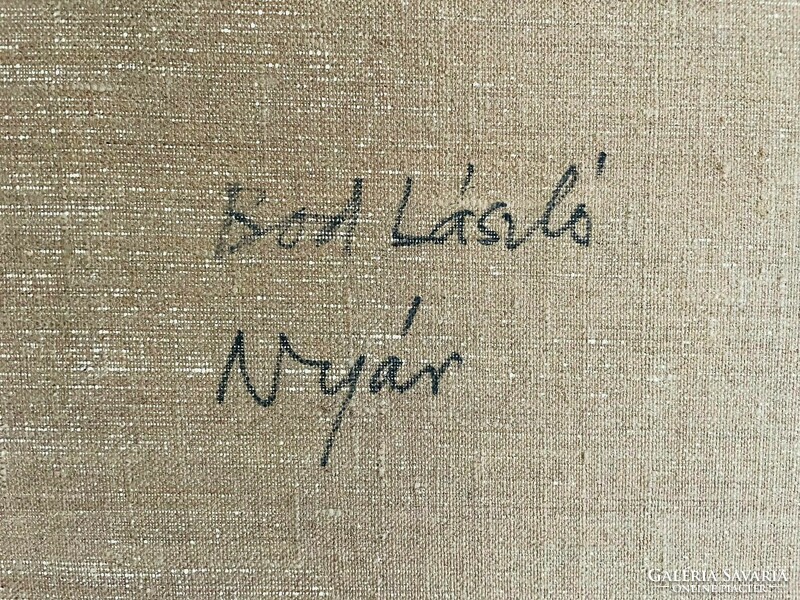 Bod László
Nyár
GALÉRIA SAVARIA
ONLINE PIACTÉR